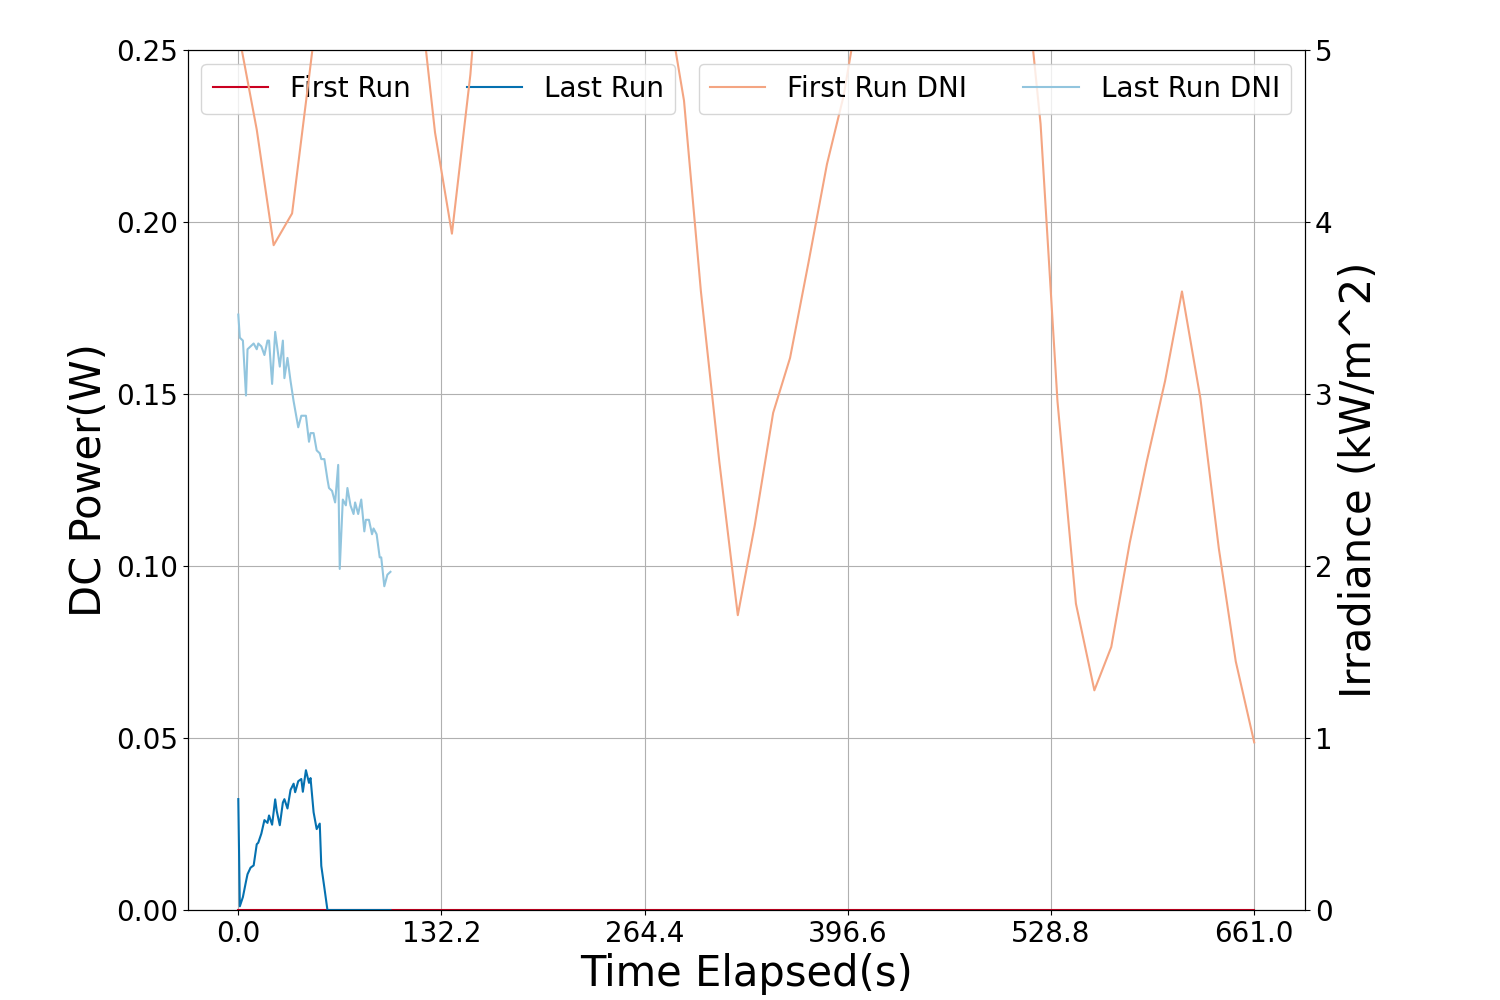 0.25
0.20
0.15
0.10
0.05
0.00
DC Power(W)
First Run
Last Run
First Run DNI
Last Run DNI
5
4
3
2
1
0
Irradiance (kW/m^2)
0.0
132.2
264.4
396.6
528.8
661.0
Time Elapsed(s)